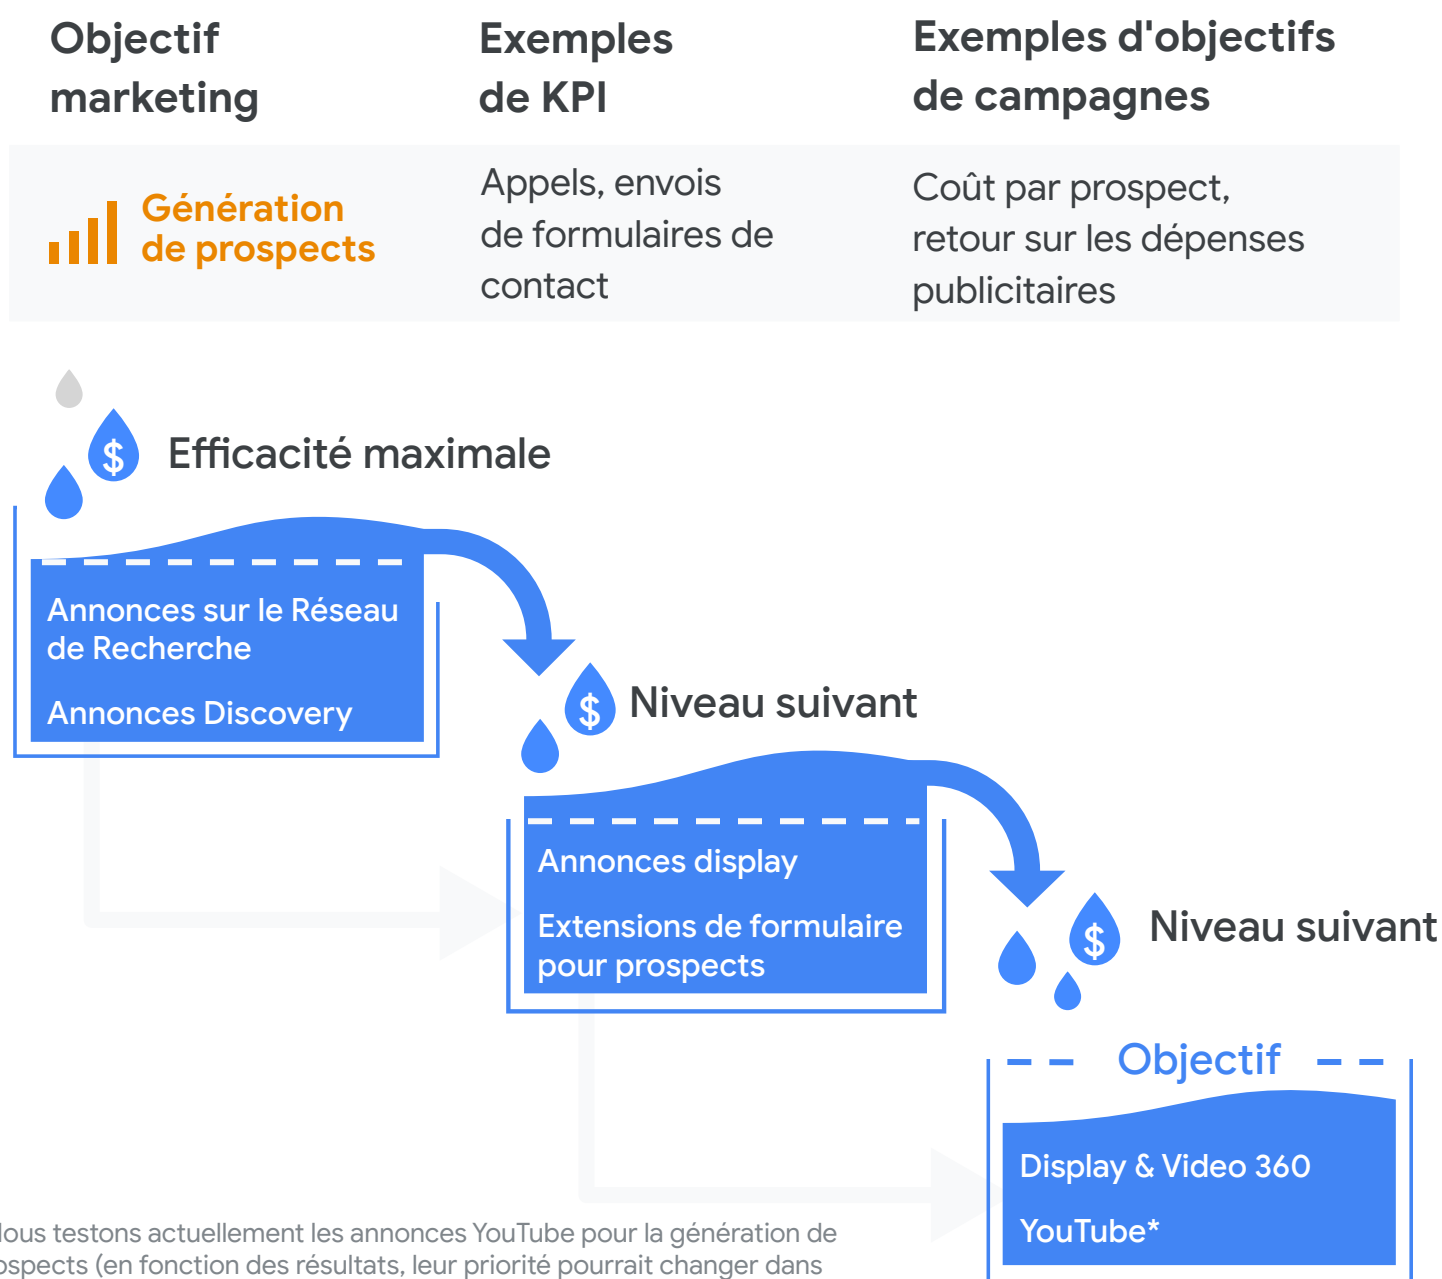 Objectif
marketing
Exemples
de KPI
Exemples d'objectifs
de campagnes
Génération
de prospects
Appels, envois
de formulaires de
contact
Coût par prospect,
retour sur les dépenses
publicitaires
$
Efficacité maximale
Annonces sur le Réseau
de Recherche
Annonces Discovery
$
Niveau suivant
Annonces display
Extensions de formulaire
pour prospects
$
Niveau suivant
Objectif
Display & Video 360
YouTube*
testons actuellement les annonces YouTube pour la génération de
(en fonction des résultats, leur priorité pourrait changer dans